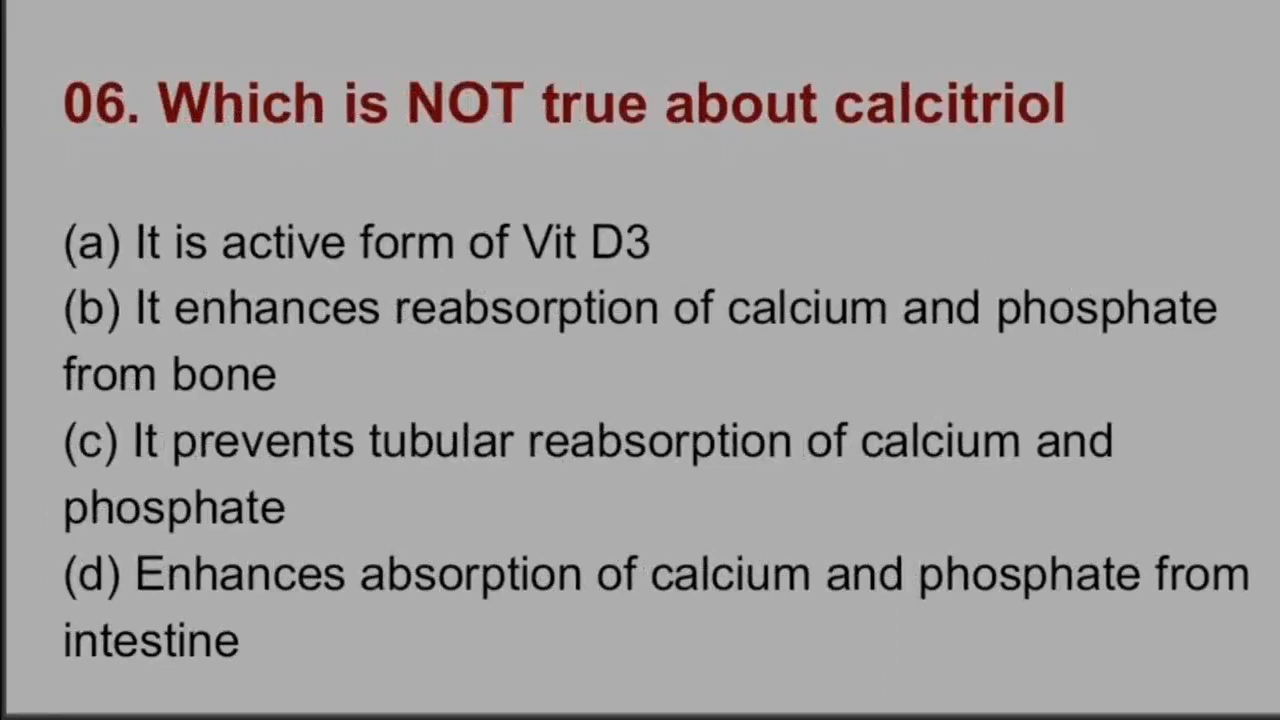 06. Which is NOT true about calcitriol
(a) It is active form of Vit D3
(b) It enhances reabsorption of calcium and phosphate
from bone
(c) It prevents tubular reabsorption of calcium and
phosphate
(d) Enhances absorption of calcium and phosphate from
intestine